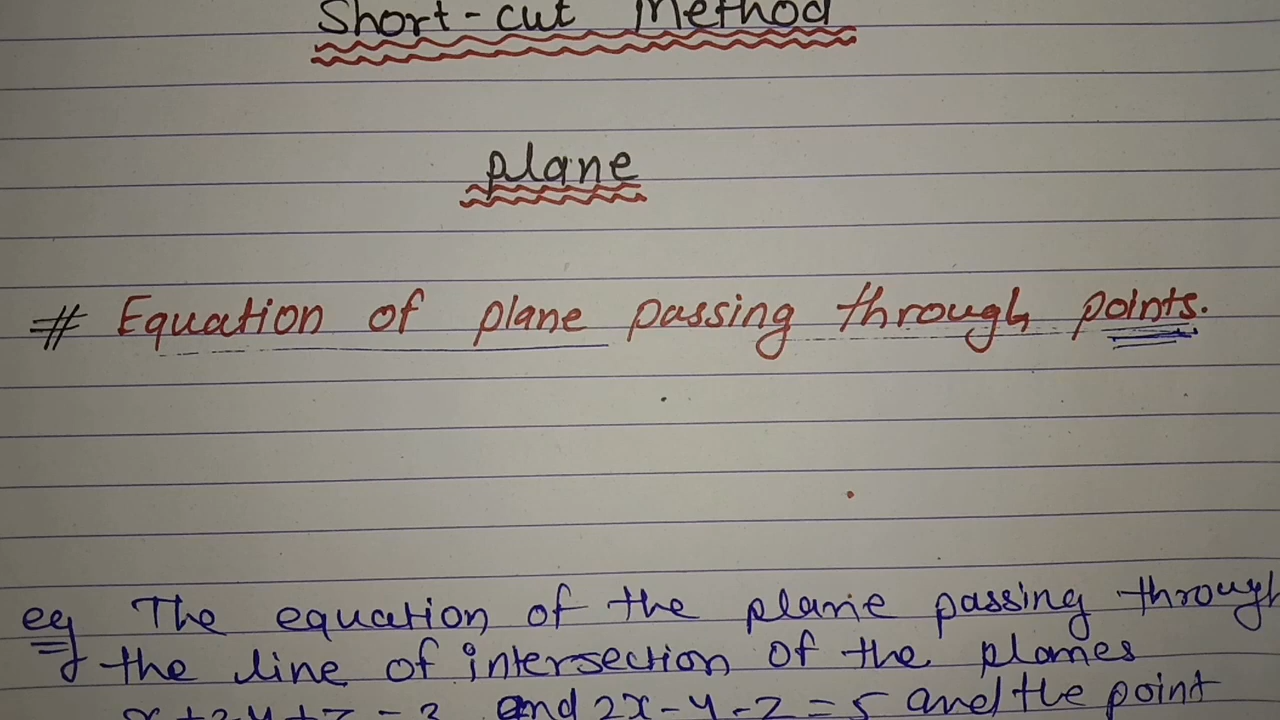 Short-cut Method
plane
# Equation of plane passing through points.
eg The equation of the plane passing through
the line of intersection of the planes
and 2x-y-z=5 and the point